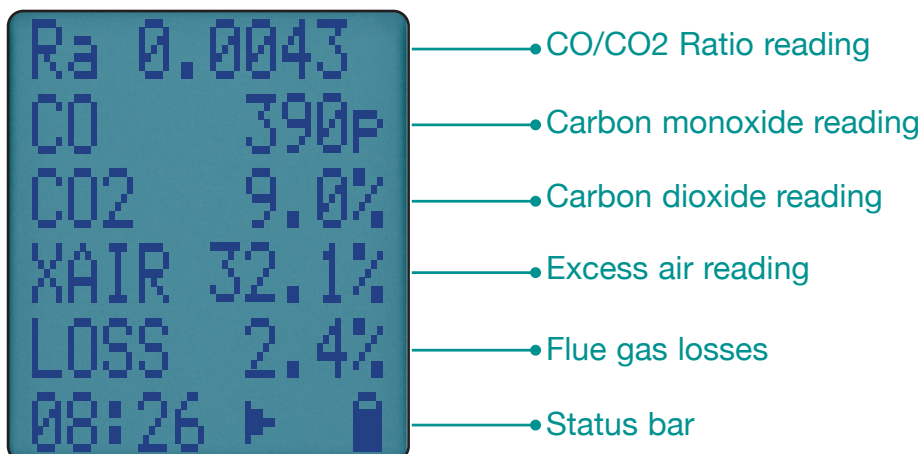 Ra 0.0043
CO/CO2 Ratio reading
CO 390p
Carbon monoxide reading
CO2 9.0%
Carbon dioxide reading
XAIR 32.1%
Excess air reading
LOSS 2.4%
Flue gas losses
08:26
Status bar